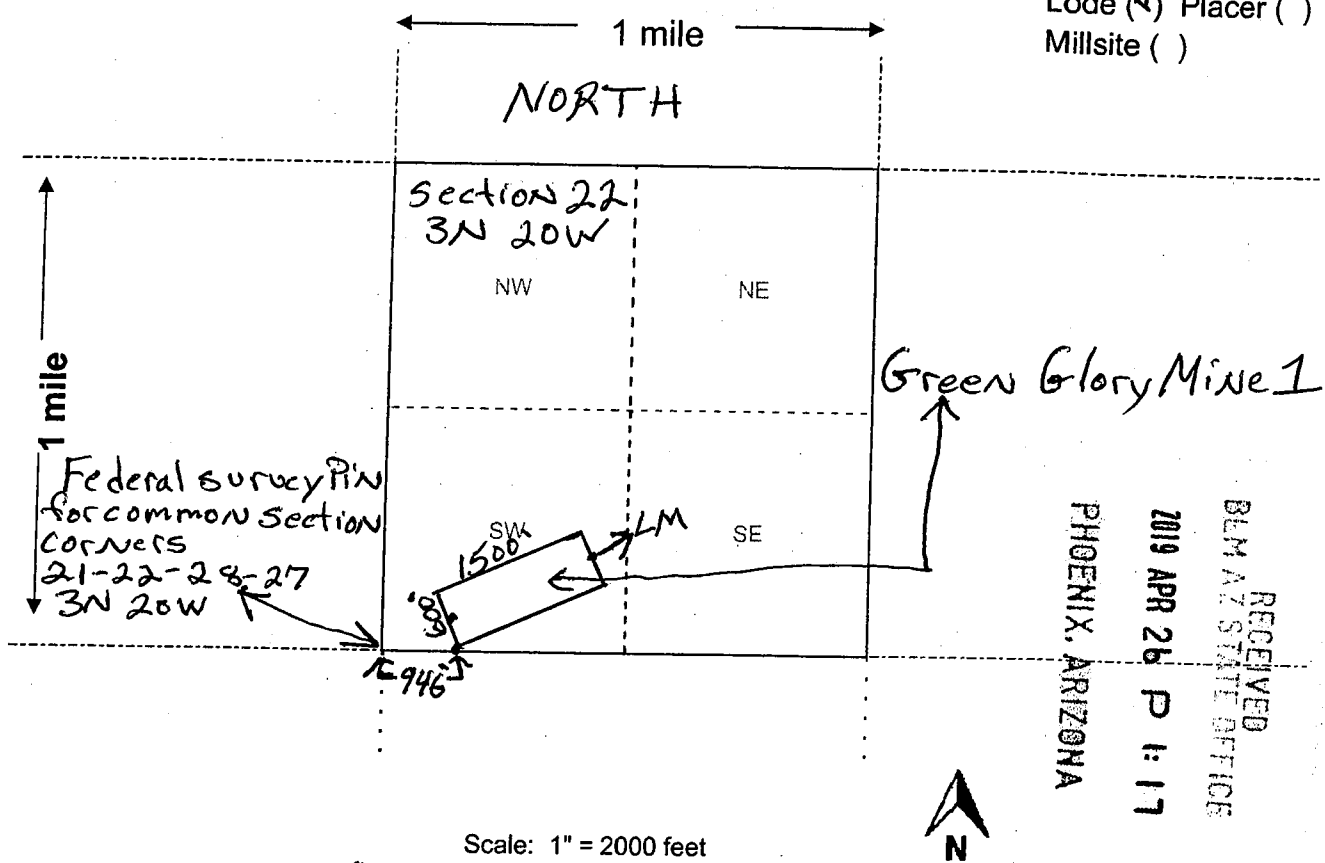 Lode (✓) Placer ( )
Millsite ( )
1 mile
NORTH
Section 22
3N 20W
NW
NE
1 mile
Green Glory Mine 1
Federal survey Pin
for common section
corners
21-22-28-27
3N 20W
SW
SE
LM
1500'
600'
946'
RECEIVED
BLM AZ STATE OFFICE
2019 APR 26 P 1:17
PHOENIX, ARIZONA
Scale: 1" = 2000 feet
N